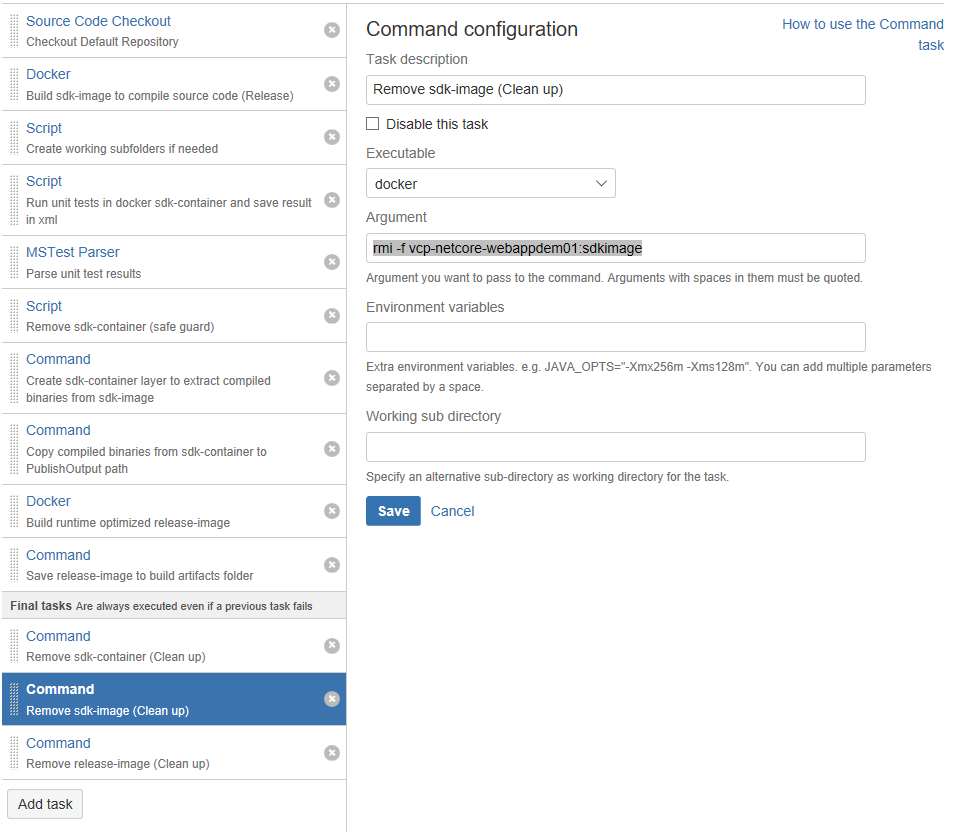 Source Code Checkout
Checkout Default Repository
Docker
Build sdk-image to compile source code (Release)
Script
Create working subfolders if needed
Script
Run unit tests in docker sdk-container and save result
in xml
MSTest Parser
Parse unit test results
Script
Remove sdk-container (safe guard)
Command
Create sdk-container layer to extract compiled
binaries from sdk-image
Command
Copy compiled binaries from sdk-container to
PublishOutput path
Docker
Build runtime optimized release-image
Command
Save release-image to build artifacts folder
Final tasks Are always executed even if a previous task fails
Command
Remove sdk-container (Clean up)
Command
Remove sdk-image (Clean up)
Command
Remove release-image (Clean up)
Add task
Command configuration
How to use the Command
task
Task description
Remove sdk-image (Clean up)
Disable this task
Executable
docker
Argument
rmi -f vcp-netcore-webappdem01:sdkimage
Argument you want to pass to the command. Arguments with spaces in them must be quoted.
Environment variables
Extra environment variables. e.g. JAVA_OPTS="-Xmx256m -Xms128m". You can add multiple parameters
separated by a space.
Working sub directory
Specify an alternative sub-directory as working directory for the task.
Save
Cancel